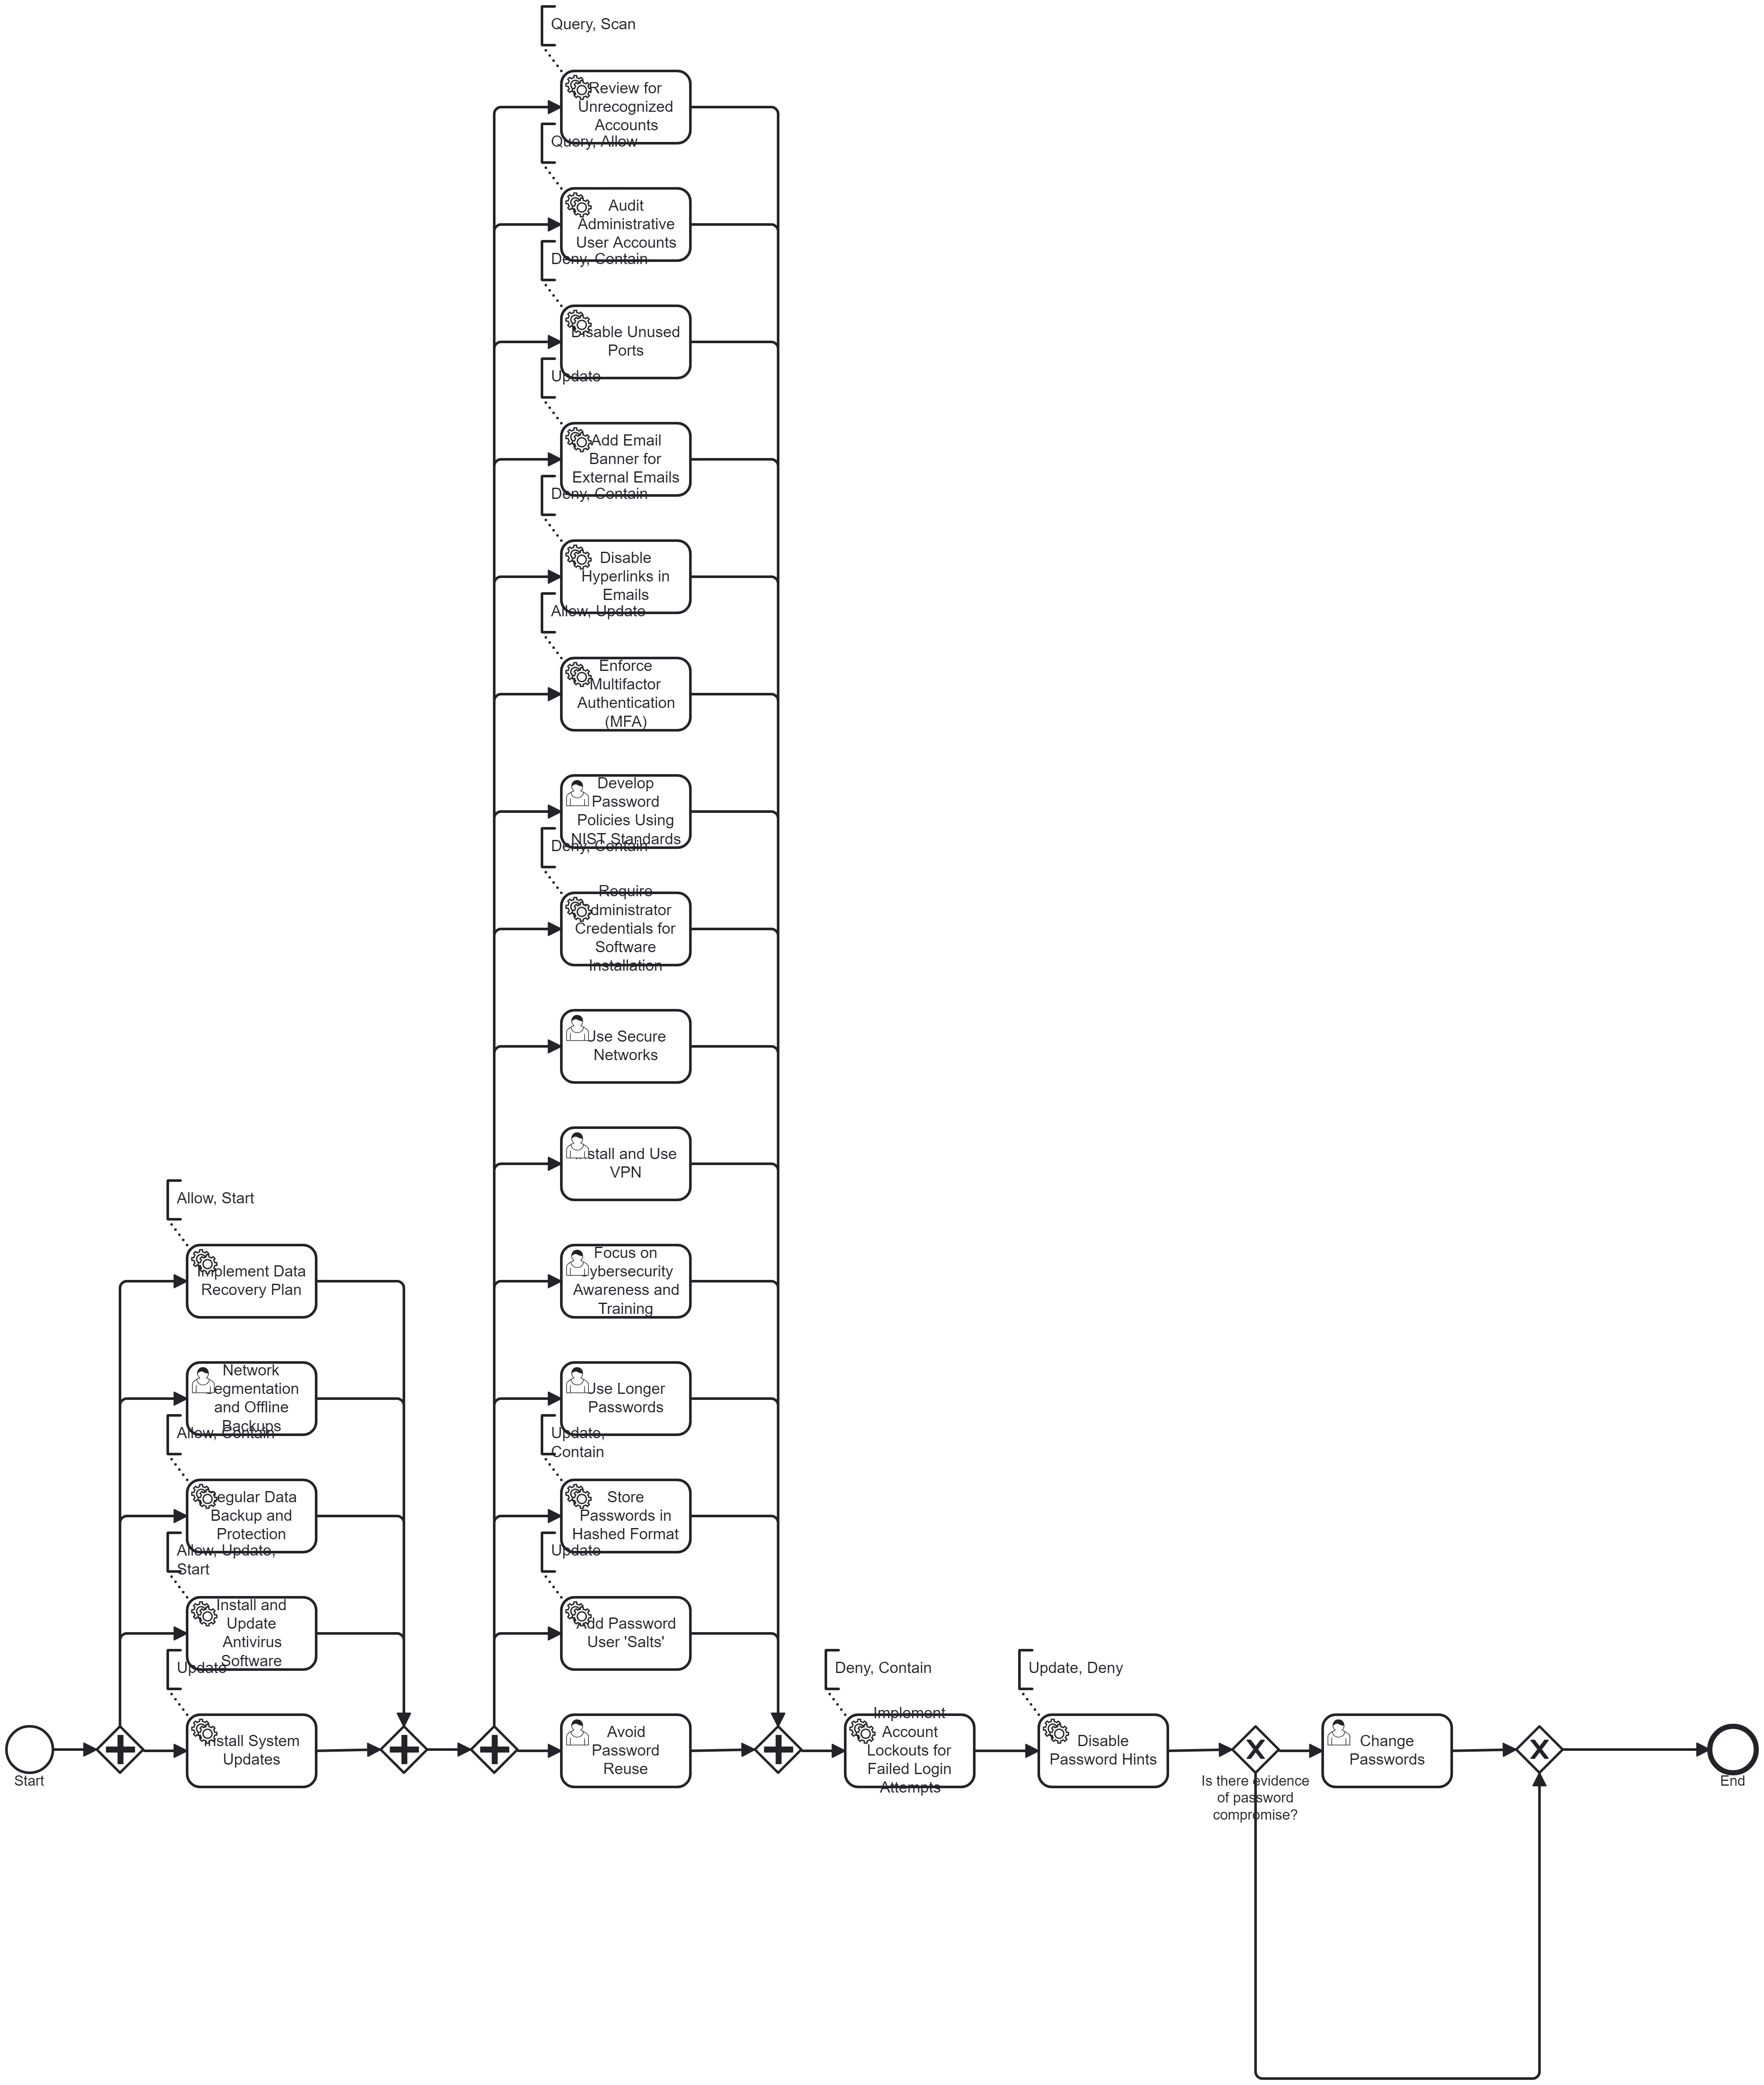 Query, Scan
Review for
Unrecognized
Accounts
Query, Allow
Audit
Administrative
User Accounts
Deny, Contain
Disable Unused
Ports
Update
Add Email
Banner for
External Emails
Deny, Contain
Disable
Hyperlinks in
Emails
Allow, Update
Enforce
Multifactor
Authentication
(MFA)
Develop
Password
Policies Using
NIST Standards
Deny, Contain
Require
Administrator
Credentials for
Software
Installation
Use Secure
Networks
Install and Use
VPN
Allow, Start
Implement Data
Recovery Plan
Focus on
Cybersecurity
Awareness and
Training
Network
Segmentation
and Offline
Backups
Use Longer
Passwords
Allow, Contain
Regular Data
Backup and
Protection
Update,
Contain
Store
Passwords in
Hashed Format
Allow, Update,
Start
Install and
Update
Antivirus
Software
Update
Add Password
User 'Salts'
Update
Start
Install System
Updates
Avoid
Password
Reuse
Deny, Contain
Implement
Account
Lockouts for
Failed Login
Attempts
Update, Deny
Disable
Password Hints
Is there evidence
of password
compromise?
Change
Passwords
End